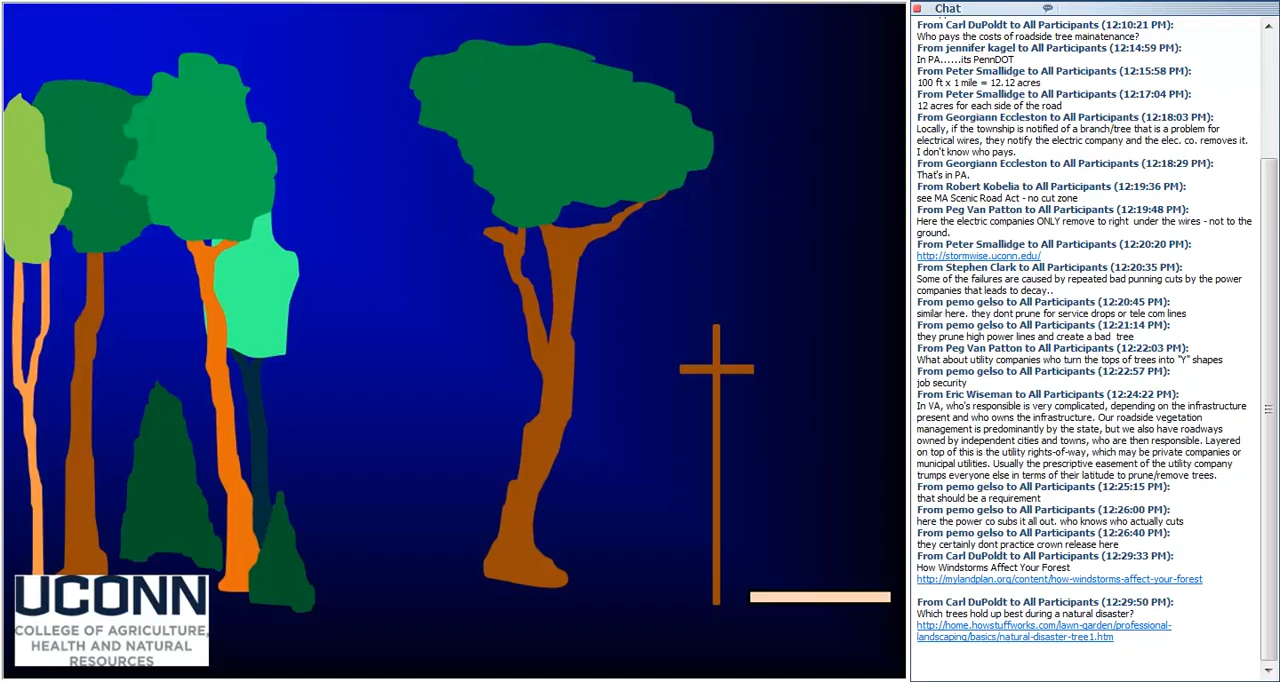 UCONN
COLLEGE OF AGRICULTURE,
HEALTH AND NATURAL
RESOURCES
Chat
From Carl DuPoldt to All Participants (12:10:21 PM):
Who pays the costs of roadside tree mainatenance?
From jennifer kagel to All Participants (12:14:59 PM):
In PA......its PennDOT
From Peter Smallidge to All Participants (12:15:58 PM):
100 ft x 1 mile = 12.12 acres
From Peter Smallidge to All Participants (12:17:04 PM):
12 acres for each side of the road
From Georgiann Eccleston to All Participants (12:18:03 PM):
Locally, if the township is notified of a branch/tree that is a problem for
electrical wires, they notify the electric company and the elec. co. removes it.
I don't know who pays.
From Georgiann Eccleston to All Participants (12:18:29 PM):
That's in PA.
From Robert Kobelia to All Participants (12:19:36 PM):
see MA Scenic Road Act - no cut zone
From Peg Van Patton to All Participants (12:19:48 PM):
Here the electric companies ONLY remove to right  under the wires - not to the
ground.
From Peter Smallidge to All Participants (12:20:20 PM):
http://stormwise.uconn.edu/
From Stephen Clark to All Participants (12:20:35 PM):
Some of the failures are caused by repeated bad punning cuts by the power
companies that leads to decay..
From pemo gelso to All Participants (12:20:45 PM):
similar here. they dont prune for service drops or tele com lines
From pemo gelso to All Participants (12:21:14 PM):
they prune high power lines and create a bad  tree
From Peg Van Patton to All Participants (12:22:03 PM):
What about utility companies who turn the tops of trees into "Y" shapes
From pemo gelso to All Participants (12:22:57 PM):
job security
From Eric Wiseman to All Participants (12:24:22 PM):
In VA, who's responsible is very complicated, depending on the infrastructure
present and who owns the infrastructure. Our roadside vegetation
management is predominantly by the state, but we also have roadways
owned by independent cities and towns, who are then responsible. Layered
on top of this is the utility rights-of-way, which may be private companies or
municipal utilities. Usually the prescriptive easement of the utility company
trumps everyone else in terms of their latitude to prune/remove trees.
From pemo gelso to All Participants (12:25:15 PM):
that should be a requirement
From pemo gelso to All Participants (12:26:00 PM):
here the power co subs it all out. who knows who actually cuts
From pemo gelso to All Participants (12:26:40 PM):
they certainly dont practice crown release here
From Carl DuPoldt to All Participants (12:29:33 PM):
How Windstorms Affect Your Forest
http://mylandplan.org/content/how-windstorms-affect-your-forest
From Carl DuPoldt to All Participants (12:29:50 PM):
Which trees hold up best during a natural disaster?
http://home.howstuffworks.com/lawn-garden/professional-
landscaping/basics/natural-disaster-tree1.htm